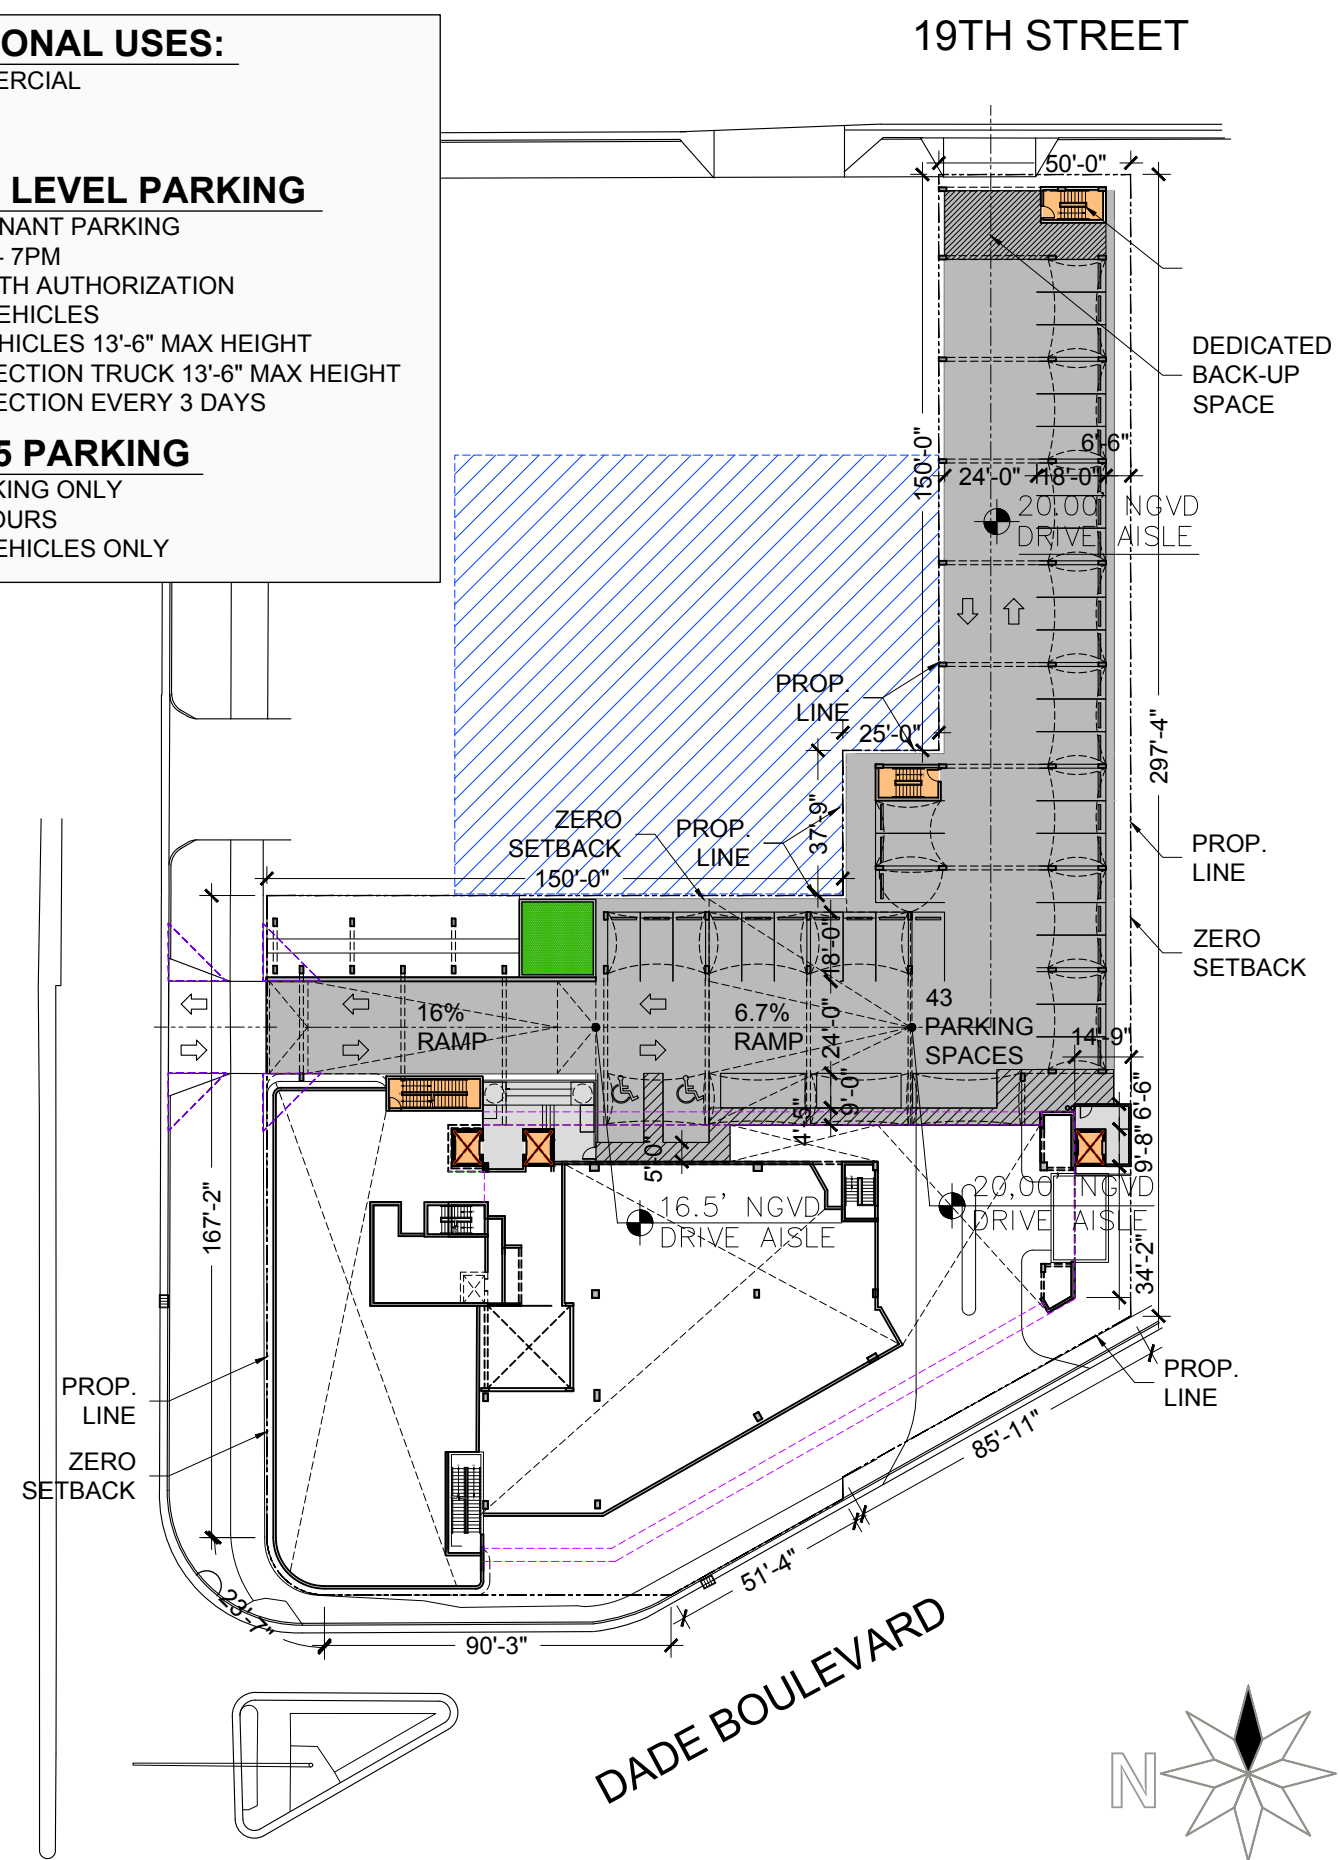 19TH STREET
ONAL USES:
ERCIAL
LEVEL PARKING
NANT PARKING
- 7PM
TH AUTHORIZATION
EHICLES
HICLES 13'-6" MAX HEIGHT
ECTION TRUCK 13'-6" MAX HEIGHT
ECTION EVERY 3 DAYS
5 PARKING
KING ONLY
OURS
EHICLES ONLY
50'-0"
DEDICATED
BACK-UP
SPACE
150'-0"
6'-6"
24'-0"
18'-0"
20.00' NGVD
DRIVE AISLE
PROP.
LINE
25'-0"
297'-4"
37'-9"
ZERO
SETBACK
PROP.
LINE
150'-0"
PROP.
LINE
ZERO
SETBACK
18'-0"
16%
RAMP
6.7%
RAMP
24'-0"
43
PARKING
SPACES
14'-9"
9'-0"
4'-5"
5'-0"
6'-6"
9'-8"
167'-2"
16.5' NGVD
DRIVE AISLE
20,00' NGVD
DRIVE AISLE
34'-2"
PROP.
LINE
PROP.
LINE
ZERO
SETBACK
85'-11"
51'-4"
23'-7"
90'-3"
DADE BOULEVARD
N